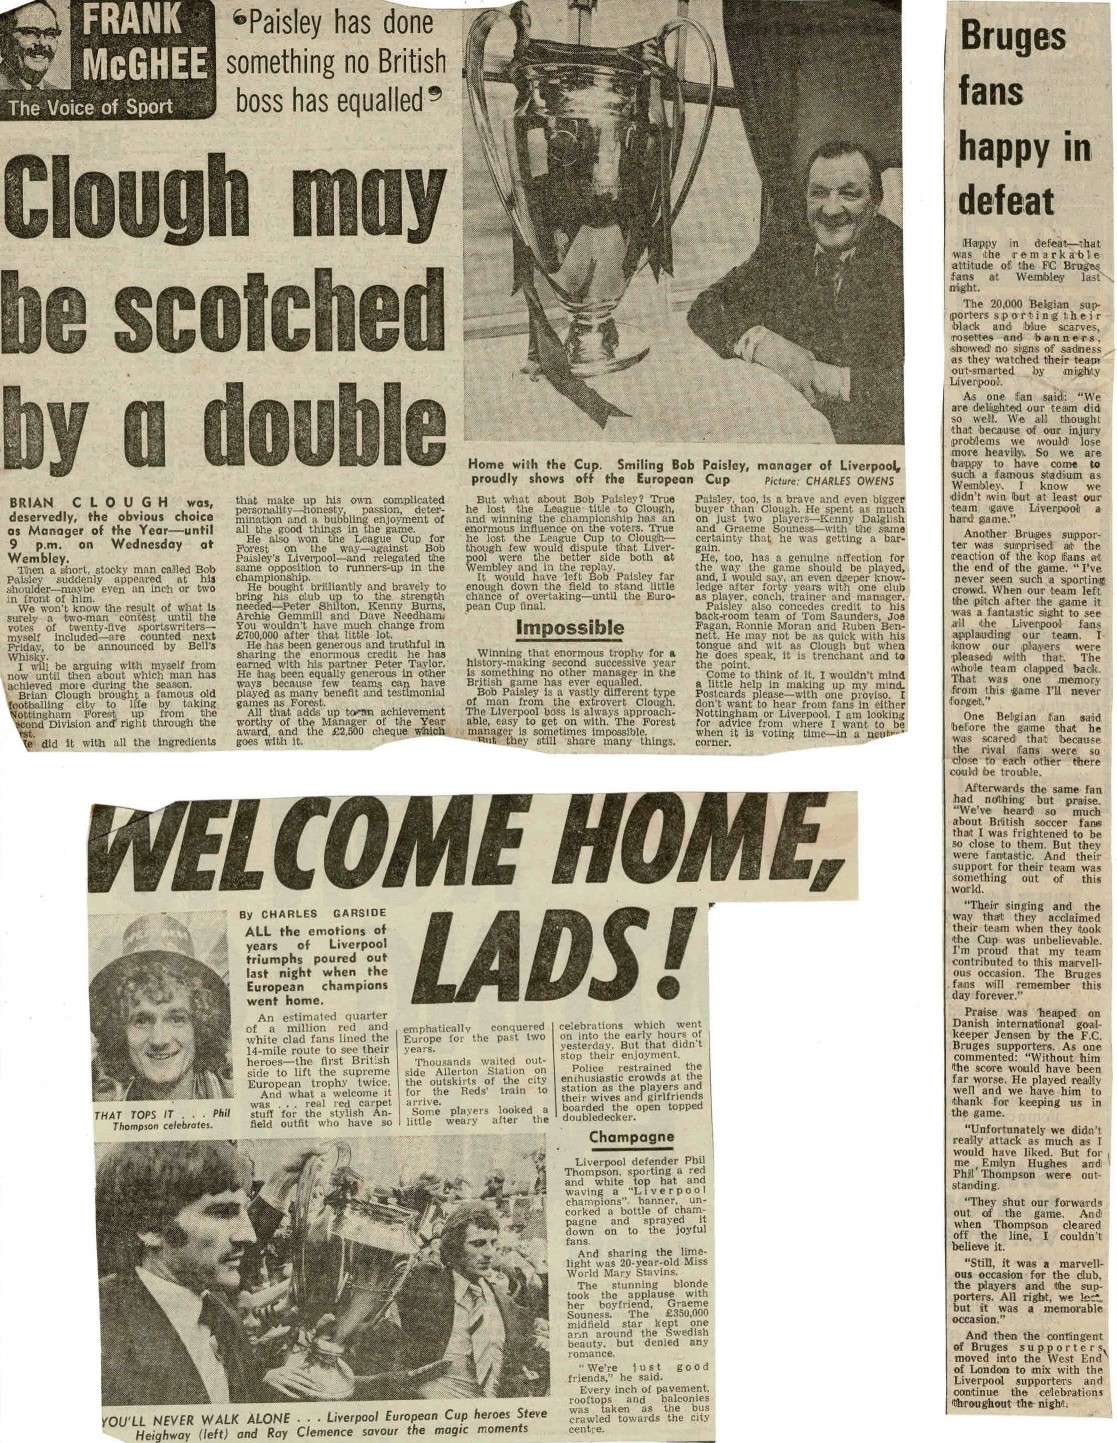 FRANK
McGHEE
The Voice of Sport
‘Paisley has done
something no British
boss has equalled’
Clough may
be scotched
by a double
Home with the Cup. Smiling Bob Paisley, manager of Liverpool,
proudly shows off the European Cup
Picture: CHARLES OWENS
BRIAN CLOUGH was,
deservedly, the obvious choice
as Manager of the Year—until
9 p.m. on Wednesday at
Wembley.
Then a short, stocky man called Bob
Paisley suddenly appeared at his
shoulder—maybe even an inch or two
in front of him.
We won't know the result of what is
surely a two-man contest until the
votes of twenty-five sportswriters—
myself included—are counted next
Friday, to be announced by Bell's
Whisky.
I will be arguing with myself from
now until then about which man has
achieved more during the season.
Brian Clough brought a famous old
footballing city to life by taking
Nottingham Forest up from the
econd Division and right through the
rst.
e did it with all the ingredients
that make up his own complicated
personality—honesty, passion, deter-
mination and a bubbling enjoyment of
all the good things in the game.
He also won the League Cup for
Forest on the way—against Bob
Paisley's Liverpool—and relegated the
same opposition to runners-up in the
championship.
He bought brilliantly and bravely to
bring the club up to the strength
needed—Peter Shilton, Kenny Burns,
Archie Gemmill and Dave Needham.
You wouldn't have much change from
£700,000 after that little lot.
He has been generous and truthful in
sharing the enormous credit he has
earned with his partner Peter Taylor.
He has been equally generous in other
ways because few teams can have
played as many benefit and testimonial
games as Forest.
All that adds up to an achievement
worthy of the Manager of the Year
award, and the £2,500 cheque which
goes with it.
But what about Bob Paisley? True
he lost the League title to Clough,
and winning the championship has an
enormous influence on the voters. True
he lost the League Cup to Clough—
though few would dispute that Liver-
pool were the better side both at
Wembley and in the replay.
It would have left Bob Paisley far
enough down the field to stand little
chance of overtaking—until the Euro-
pean Cup final.
Impossible
Winning that enormous trophy for a
history-making second successive year
is something no other manager in the
British game has ever equalled.
Bob Paisley is a vastly different type
of man from the extrovert Clough.
The Liverpool boss is always approach-
able, easy to get on with. The Forest
manager is sometimes impossible.
But they still share many things.
Paisley, too, is a brave and even bigger
buyer than Clough. He spent as much
on just two players—Kenny Dalglish
and Graeme Souness—with the same
certainty that he was getting a bar-
gain.
He, too, has a genuine affection for
the way the game should be played,
and, I would say, an even deeper know-
ledge after forty years with one club
as player, coach, trainer and manager.
Paisley also concedes credit to his
back-room team of Tom Saunders, Joe
Fagan, Ronnie Moran and Ruben Ben-
nett. He may not be as quick with his
tongue and wit as Clough but when
he does speak, it is trenchant and to
the point.
Come to think of it, I wouldn't mind
a little help in making up my mind.
Postcards please—with one proviso. I
don't want to hear from fans in either
Nottingham or Liverpool. I am looking
for advice from where I want to be
when it is voting time—in a neutral
corner.
WELCOME HOME,
LADS!
THAT TOPS IT . . . Phil
Thompson celebrates.
By CHARLES GARSIDE
ALL the emotions of
years of Liverpool
triumphs poured out
last night when the
European champions
went home.
An estimated quarter
of a million red and
white clad fans lined the
14-mile route to see their
heroes—the first British
side to lift the supreme
European trophy twice.
And what a welcome it
was . . . real red carpet
stuff for the stylish An-
field outfit who have so
emphatically conquered
Europe for the past two
years.
Thousands waited out-
side Allerton Station on
the outskirts of the city
for the Reds' train to
arrive.
Some players looked a
little weary after the
celebrations which went
on into the early hours of
yesterday. But that didn't
stop their enjoyment.
Police restrained the
enthusiastic crowds at the
station as the players and
their wives and girlfriends
boarded the open topped
doubledecker.
Champagne
Liverpool defender Phil
Thompson, sporting a red
and white top hat and
waving a "Liverpool
champions" banner, un-
corked a bottle of cham-
pagne and sprayed it
down on to the joyful
fans.
And sharing the lime-
light was 20-year-old Miss
World Mary Stavins.
The stunning blonde
took the applause with
her boyfriend, Graeme
Souness. The £350,000
midfield star kept one
arm around the Swedish
beauty, but denied any
romance.
"We're just good
friends," he said.
Every inch of pavement,
rooftops and balconies
was taken as the bus
crawled towards the city
centre.
YOU'LL NEVER WALK ALONE . . . Liverpool European Cup heroes Steve
Heighway (left) and Ray Clemence savour the magic moments
Bruges
fans
happy in
defeat
Happy in defeat—that
was the remarkable
attitude of the FC Bruges
fans at Wembley last
night.
The 20,000 Belgian sup-
porters sporting their
black and blue scarves,
rosettes and banners,
showed no signs of sadness
as they watched their team
out-smarted by mighty
Liverpool.
As one fan said: "We
are delighted our team did
so well. We all thought
that because of our injury
problems we would lose
more heavily. So we are
happy to have come to
such a famous stadium as
Wembley. I know we
didn't win but at least our
team gave Liverpool a
hard game."
Another Bruges suppor-
ter was surprised at the
reaction of the kop fans at
the end of the game. "I've
never seen such a sporting
crowd. When our team left
the pitch after the game it
was a fantastic sight to see
all the Liverpool fans
applauding our team. I
know our players were
pleased with that. The
whole team clapped back.
That was one memory
from this game I'll never
forget."
One Belgian fan said
before the game that he
was scared that because
the rival fans were so
close to each other there
could be trouble.
Afterwards the same fan
had nothing but praise.
"We've heard so much
about British soccer fans
that I was frightened to be
so close to them. But they
were fantastic. And their
support for their team was
something out of this
world.
"Their singing and the
way that they acclaimed
their team when they took
the Cup was unbelievable.
I'm proud that my team
contributed to this marvell-
ous occasion. The Bruges
fans will remember this
day forever."
Praise was heaped on
Danish international goal-
keeper Jensen by the F.C.
Bruges supporters. As one
commented: "Without him
the score would have been
far worse. He played really
well and we have him to
thank for keeping us in
the game.
"Unfortunately we didn't
really attack as much as I
would have liked. But for
me Emlyn Hughes and
Phil Thompson were out-
standing.
"They shut our forwards
out of the game. And
when Thompson cleared
off the line, I couldn't
believe it.
"Still, it was a marvell-
ous occasion for the club,
the players and the sup-
porters. All right, we lost
but it was a memorable
occasion."
And then the contingent
of Bruges supporters
moved into the West End
of London to mix with the
Liverpool supporters and
continue the celebrations
throughout the night.